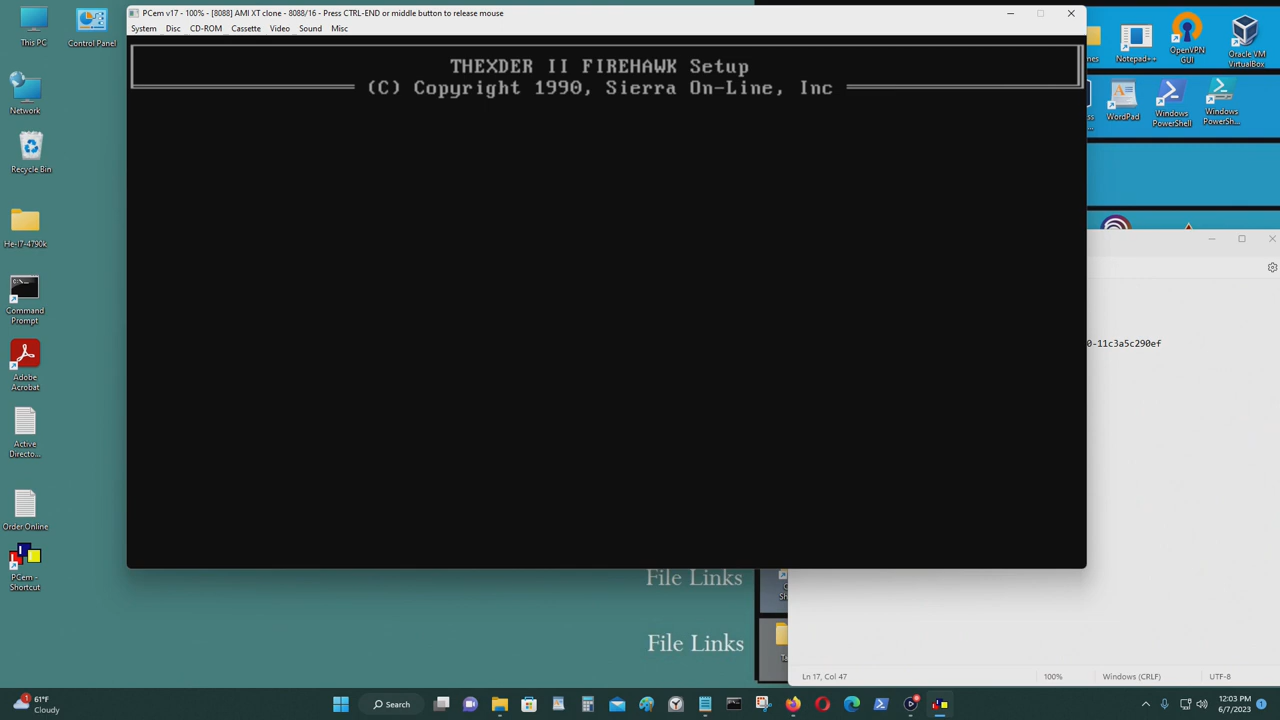 This PC
Control Panel
Network
Recycle Bin
He-I7-4790k
Command
Prompt
Adobe
Acrobat
Active
Directo...
Order Online
PCem -
Shortcut
PCem v17 - 100% - [8088] AMI XT clone - 8088/16 - Press CTRL-END or middle button to release mouse
System Disc CD-ROM Cassette Video Sound Misc
THEXDER II FIREHAWK Setup
(C) Copyright 1990, Sierra On-Line, Inc
Notepad++
OpenVPN
GUI
Oracle VM
VirtualBox
WordPad
Windows
PowerShell
Windows
PowerSh...
0-11c3a5c290ef
File Links
File Links
Ln 17, Col 47 100% Windows (CRLF) UTF-8
61°F
Cloudy
Search
12:03 PM
6/7/2023